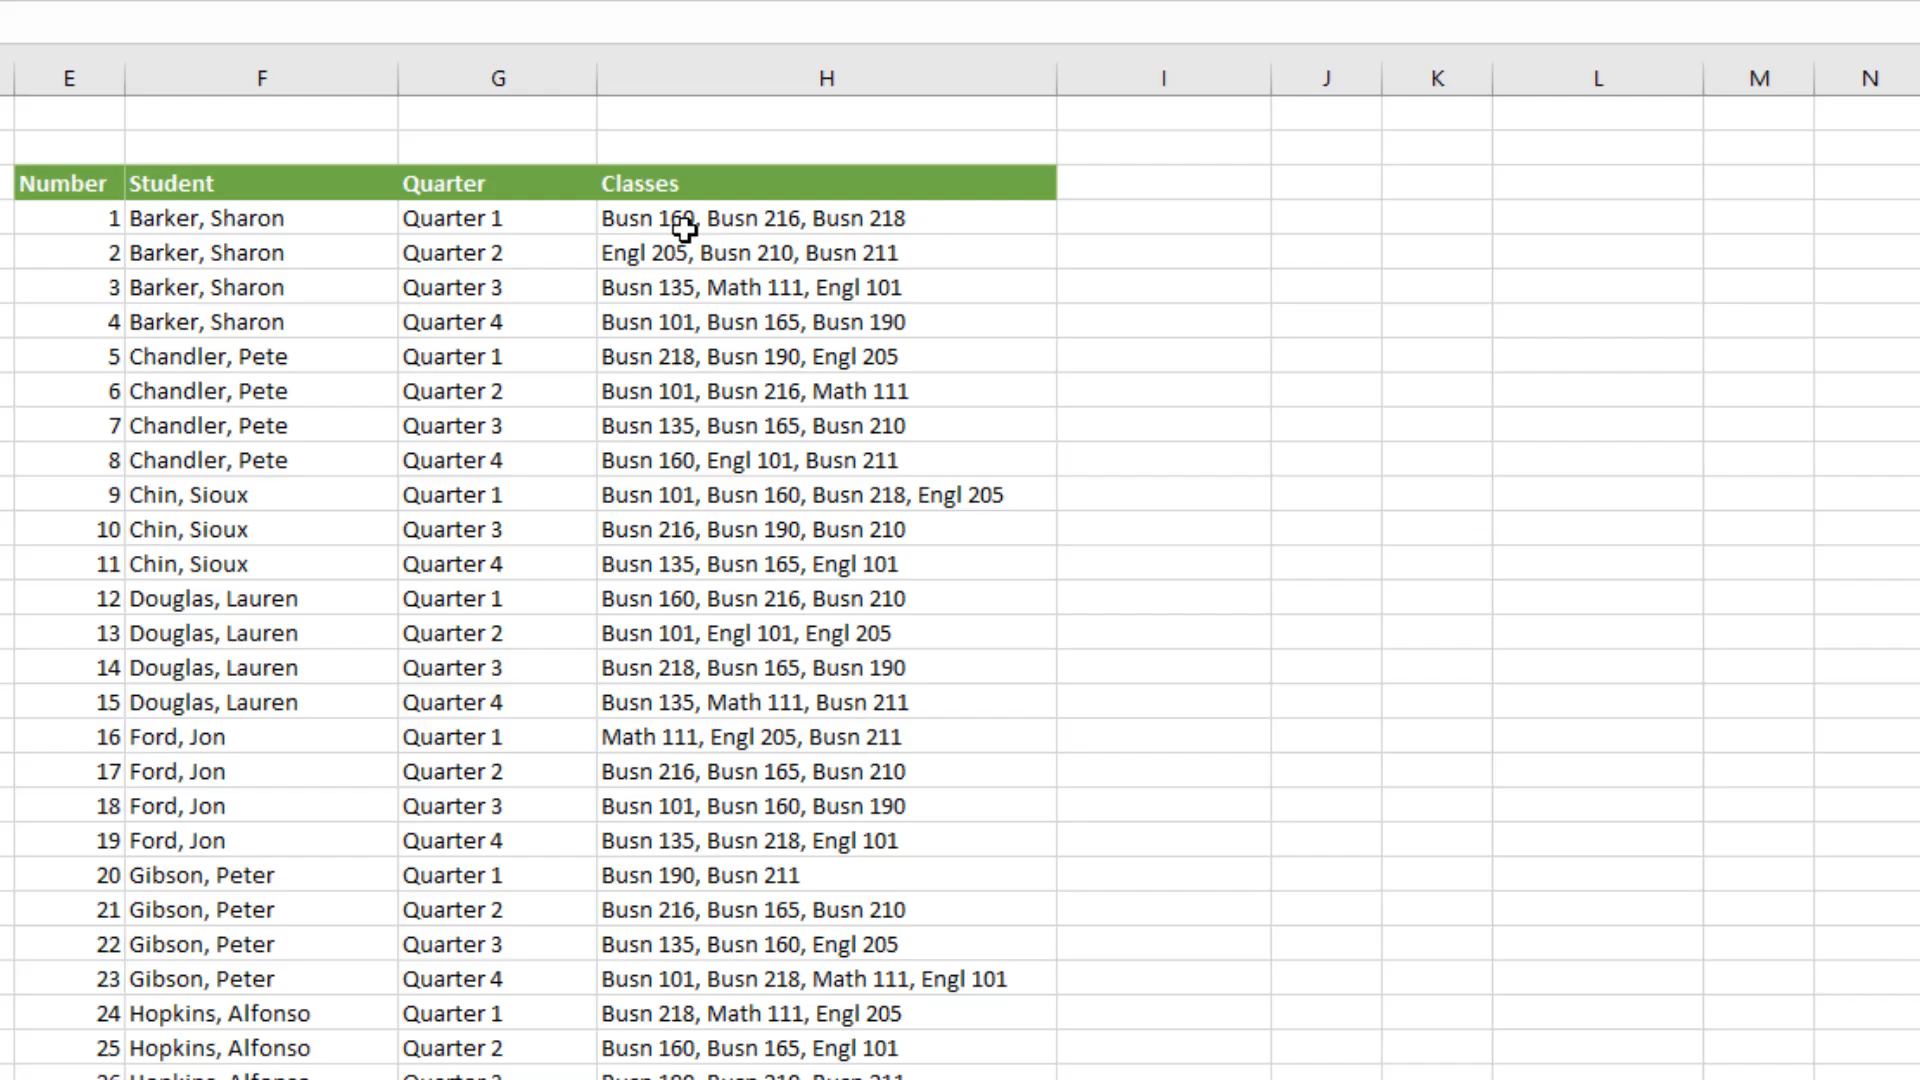 E F G H I J K L M N
Number Student Quarter Classes
1 Barker, Sharon Quarter 1 Busn 160, Busn 216, Busn 218
2 Barker, Sharon Quarter 2 Engl 205, Busn 210, Busn 211
3 Barker, Sharon Quarter 3 Busn 135, Math 111, Engl 101
4 Barker, Sharon Quarter 4 Busn 101, Busn 165, Busn 190
5 Chandler, Pete Quarter 1 Busn 218, Busn 190, Engl 205
6 Chandler, Pete Quarter 2 Busn 101, Busn 216, Math 111
7 Chandler, Pete Quarter 3 Busn 135, Busn 165, Busn 210
8 Chandler, Pete Quarter 4 Busn 160, Engl 101, Busn 211
9 Chin, Sioux Quarter 1 Busn 101, Busn 160, Busn 218, Engl 205
10 Chin, Sioux Quarter 3 Busn 216, Busn 190, Busn 210
11 Chin, Sioux Quarter 4 Busn 135, Busn 165, Engl 101
12 Douglas, Lauren Quarter 1 Busn 160, Busn 216, Busn 210
13 Douglas, Lauren Quarter 2 Busn 101, Engl 101, Engl 205
14 Douglas, Lauren Quarter 3 Busn 218, Busn 165, Busn 190
15 Douglas, Lauren Quarter 4 Busn 135, Math 111, Busn 211
16 Ford, Jon Quarter 1 Math 111, Engl 205, Busn 211
17 Ford, Jon Quarter 2 Busn 216, Busn 165, Busn 210
18 Ford, Jon Quarter 3 Busn 101, Busn 160, Busn 190
19 Ford, Jon Quarter 4 Busn 135, Busn 218, Engl 101
20 Gibson, Peter Quarter 1 Busn 190, Busn 211
21 Gibson, Peter Quarter 2 Busn 216, Busn 165, Busn 210
22 Gibson, Peter Quarter 3 Busn 135, Busn 160, Engl 205
23 Gibson, Peter Quarter 4 Busn 101, Busn 218, Math 111, Engl 101
24 Hopkins, Alfonso Quarter 1 Busn 218, Math 111, Engl 205
25 Hopkins, Alfonso Quarter 2 Busn 160, Busn 165, Engl 101